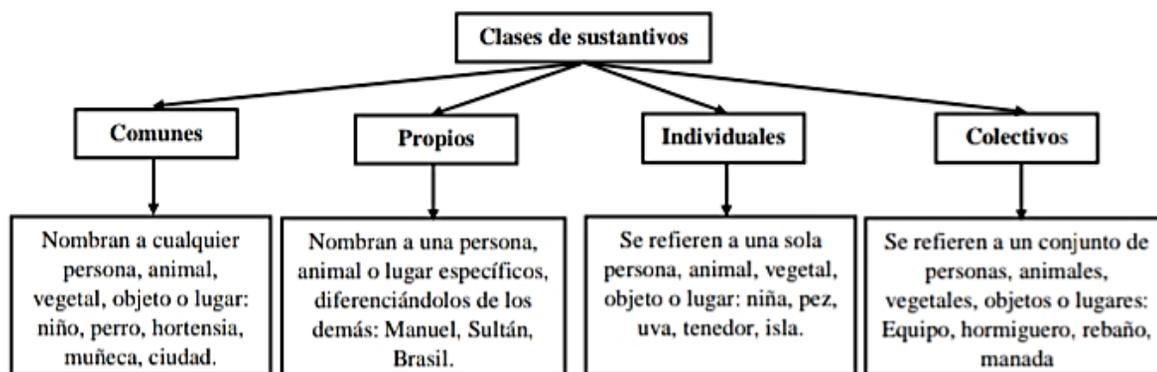 Clases de sustantivos
Comunes
Propios
Individuales
Colectivos
Nombran a cualquier
persona, animal,
vegetal, objeto o lugar:
niño, perro, hortensia,
muñeca, ciudad.
Nombran a una persona,
animal o lugar específicos,
diferenciándolos de los
demás: Manuel, Sultán,
Brasil.
Se refieren a una sola
persona, animal, vegetal,
objeto o lugar: niña, pez,
uva, tenedor, isla.
Se refieren a un conjunto de
personas, animales,
vegetales, objetos o lugares:
Equipo, hormiguero, rebaño,
manada